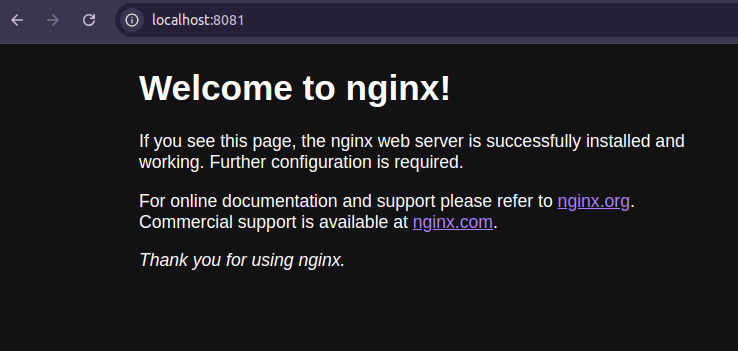 localhost:8081
Welcome to nginx!
If you see this page, the nginx web server is successfully installed and
working. Further configuration is required.
For online documentation and support please refer to nginx.org.
Commercial support is available at nginx.com.
Thank you for using nginx.